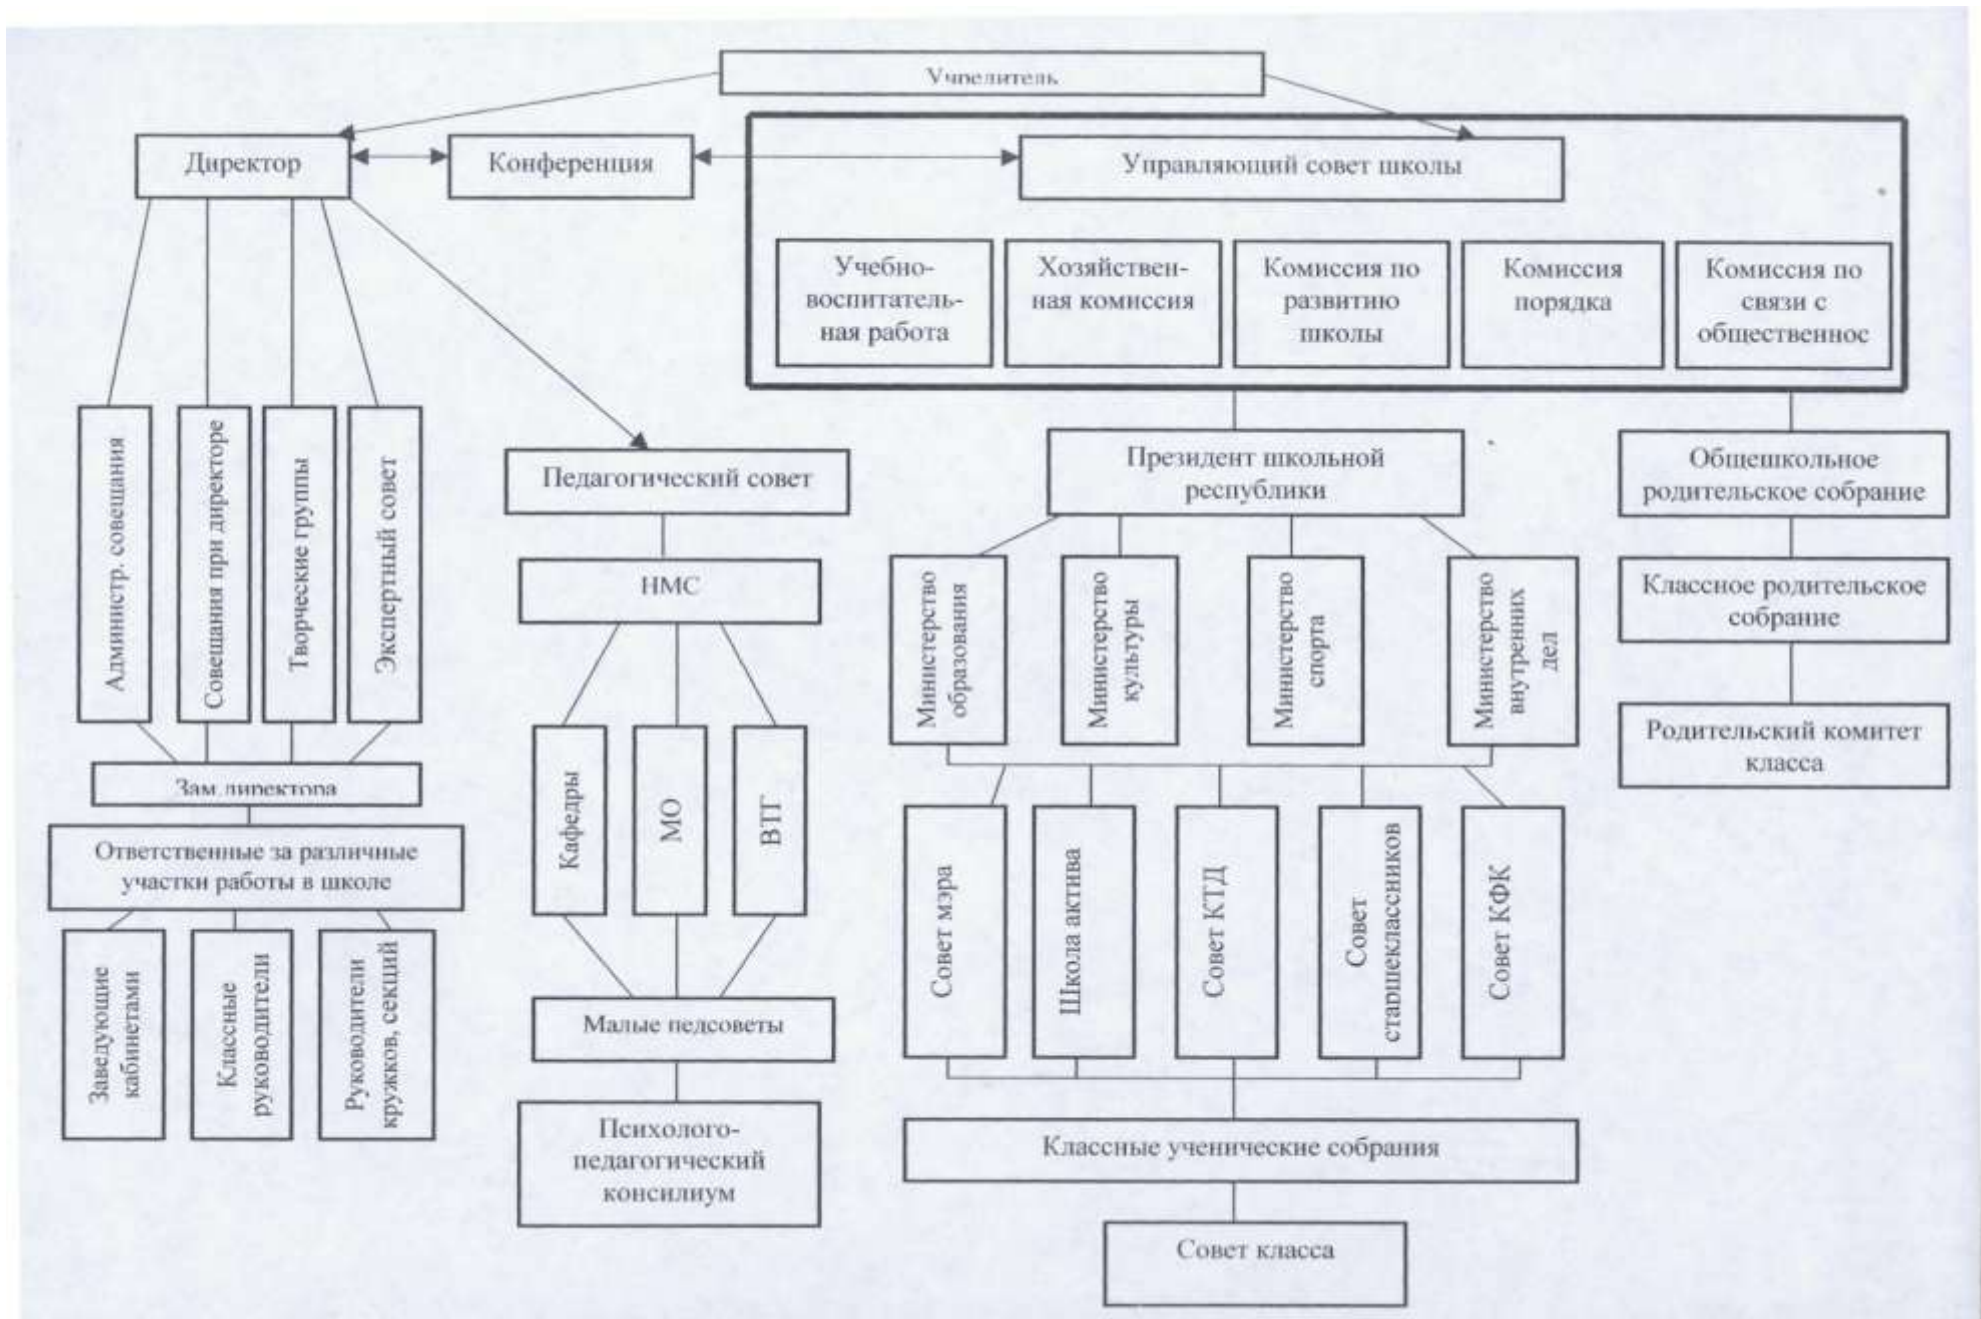 Учредитель
Директор
Конференция
Управляющий совет школы
Учебно-
воспитатель-
ная работа
Хозяйствен-
ная комиссия
Комиссия по
развитию
школы
Комиссия
порядка
Комиссия по
связи с
общественнос
Администр. совещания
Совещания при директоре
Творческие группы
Экспертный совет
Педагогический совет
Президент школьной
республики
Общешкольное
родительское собрание
НМС
Министерство
образования
Министерство
культуры
Министерство
спорта
Министерство
внутренних
дел
Классное родительское
собрание
Родительский комитет
класса
Зам.директора
Ответственные за различные
участки работы в школе
Кафедры
МО
ВТГ
Совет мэра
Школа актива
Совет КТД
Совет
старшеклассников
Совет КФК
Заведующие
кабинетами
Классные
руководители
Руководители
кружков, секций
Малые педсоветы
Психолого-
педагогический
консилиум
Классные ученические собрания
Совет класса